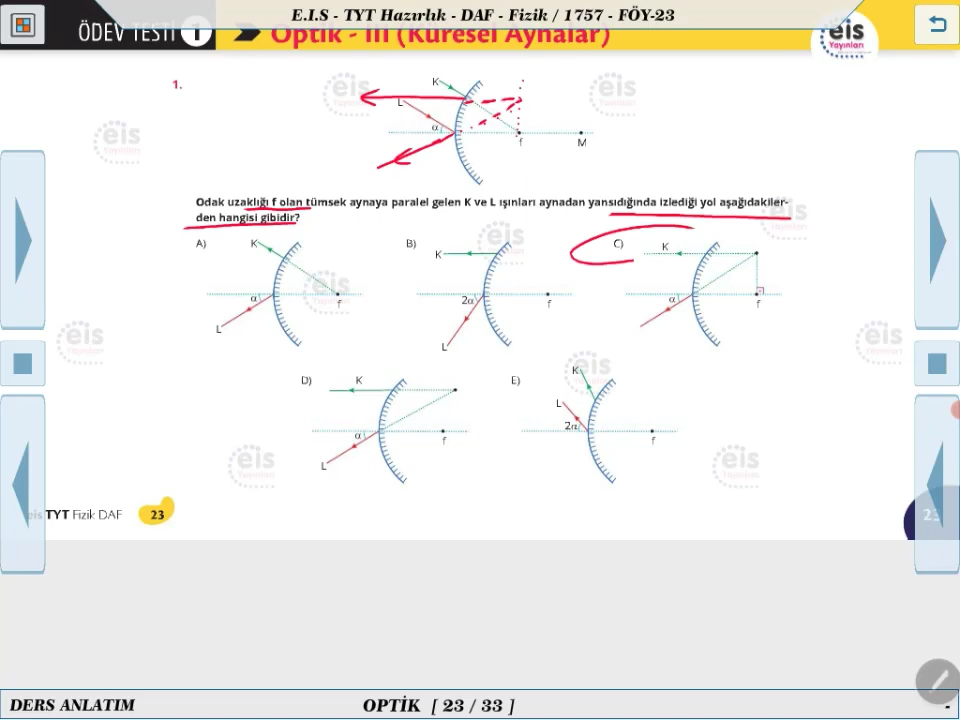 E.I.S - TYT Hazırlık - DAF - Fizik / 1757 - FÖY-23
ÖDEV TESTİ 1
Optik - III (Küresel Aynalar)
eis
Yayınları
1.
K
L
α
f
M
Odak uzaklığı f olan tümsek aynaya paralel gelen K ve L ışınları aynadan yansıdığında izlediği yol aşağıdakiler-
den hangisi gibidir?
A)
K
α
f
L
B)
K
2α
f
L
C)
K
α
f
D)
K
α
f
L
E)
K
L
2α
f
eis TYT Fizik DAF 23
23
DERS ANLATIM
OPTİK [ 23 / 33 ]
-